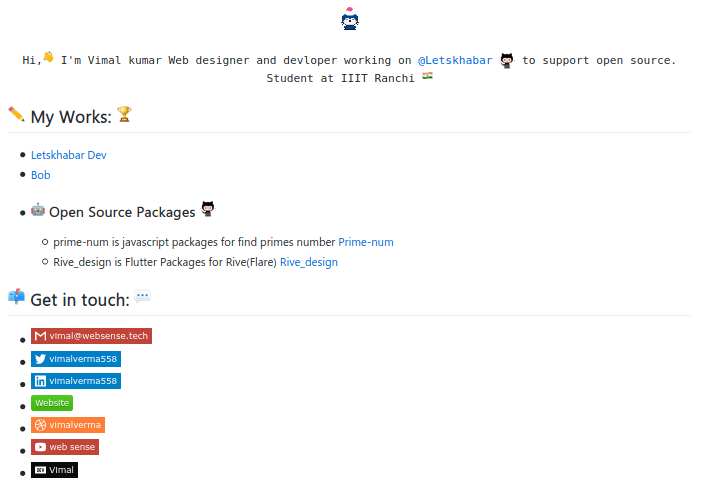 Hi,👋 I'm Vimal kumar Web designer and devloper working on @Letskhabar to support open source.
Student at IIIT Ranchi 🇮🇳
✏️ My Works: 🏆
Letskhabar Dev
Bob
🤖 Open Source Packages
prime-num is javascript packages for find primes number Prime-num
Rive_design is Flutter Packages for Rive(Flare) Rive_design
📫 Get in touch: 💬
vimal@websense.tech
vimalverma558
vimalverma558
Website
vimalverma
web sense
DEV Vimal